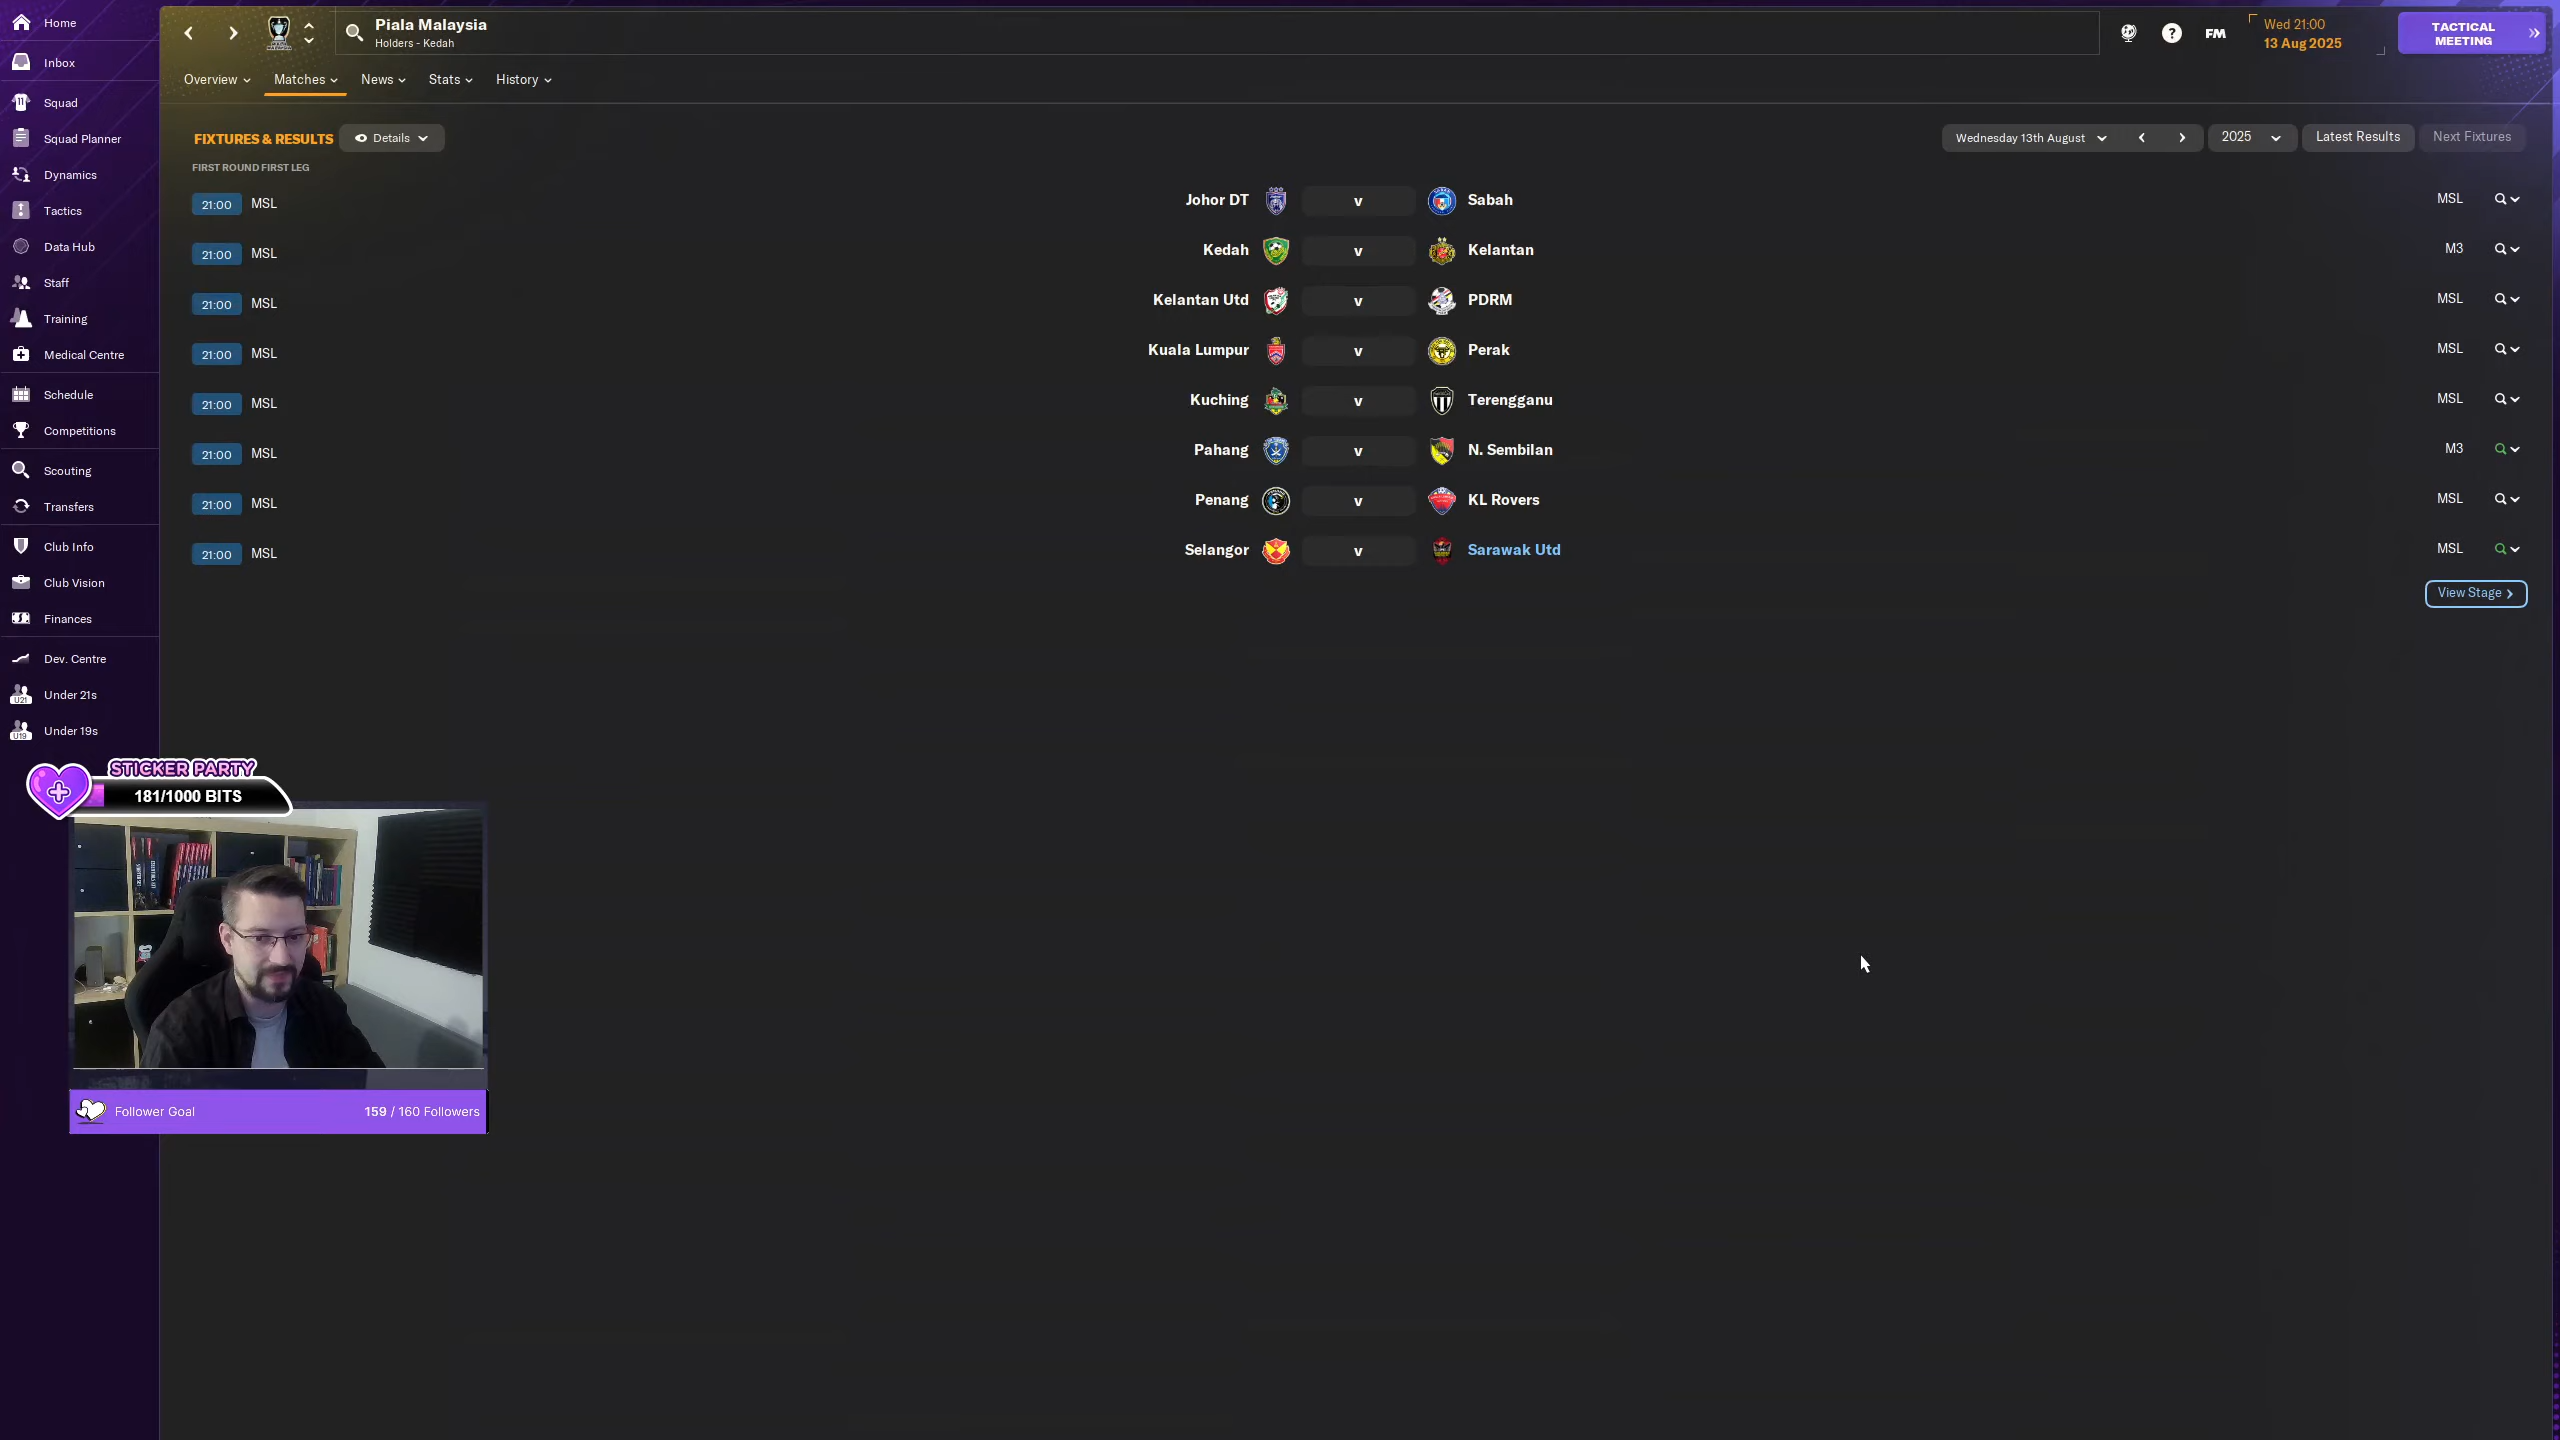 Home
Inbox
Squad
Squad Planner
Dynamics
Tactics
Data Hub
Staff
Training
Medical Centre
Schedule
Competitions
Scouting
Transfers
Club Info
Club Vision
Finances
Dev. Centre
U21 Under 21s
U19 Under 19s
Piala Malaysia
Holders - Kedah
FM
Wed 21:00
13 Aug 2025
TACTICAL
MEETING
Overview Matches News Stats History
FIXTURES & RESULTS Details Wednesday 13th August 2025 Latest Results Next Fixtures
FIRST ROUND FIRST LEG
21:00 MSL Johor DT v Sabah MSL
21:00 MSL Kedah v Kelantan M3
21:00 MSL Kelantan Utd v PDRM MSL
21:00 MSL Kuala Lumpur v Perak MSL
21:00 MSL Kuching v Terengganu MSL
21:00 MSL Pahang v N. Sembilan M3
21:00 MSL Penang v KL Rovers MSL
21:00 MSL Selangor v Sarawak Utd MSL
View Stage
STICKER PARTY
181/1000 BITS
Follower Goal 159 / 160 Followers